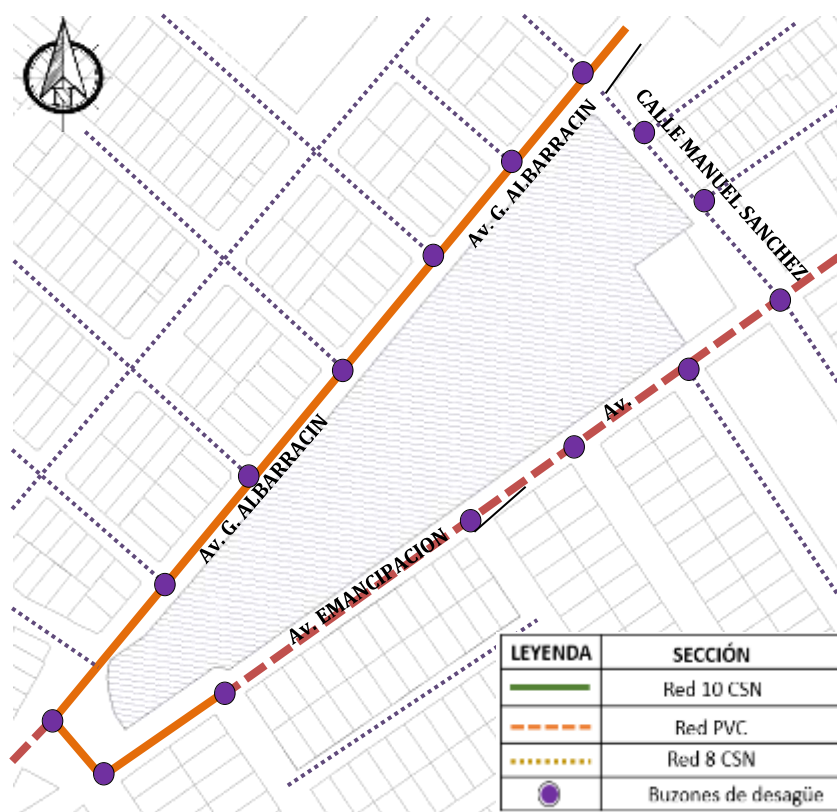 N
CALLE MANUEL SANCHEZ
Av. G. ALBARRACIN
Av. G. ALBARRACIN
Av.
Av. EMANCIPACION
LEYENDA SECCIÓN
Red 10 CSN
Red PVC
Red 8 CSN
Buzones de desagüe